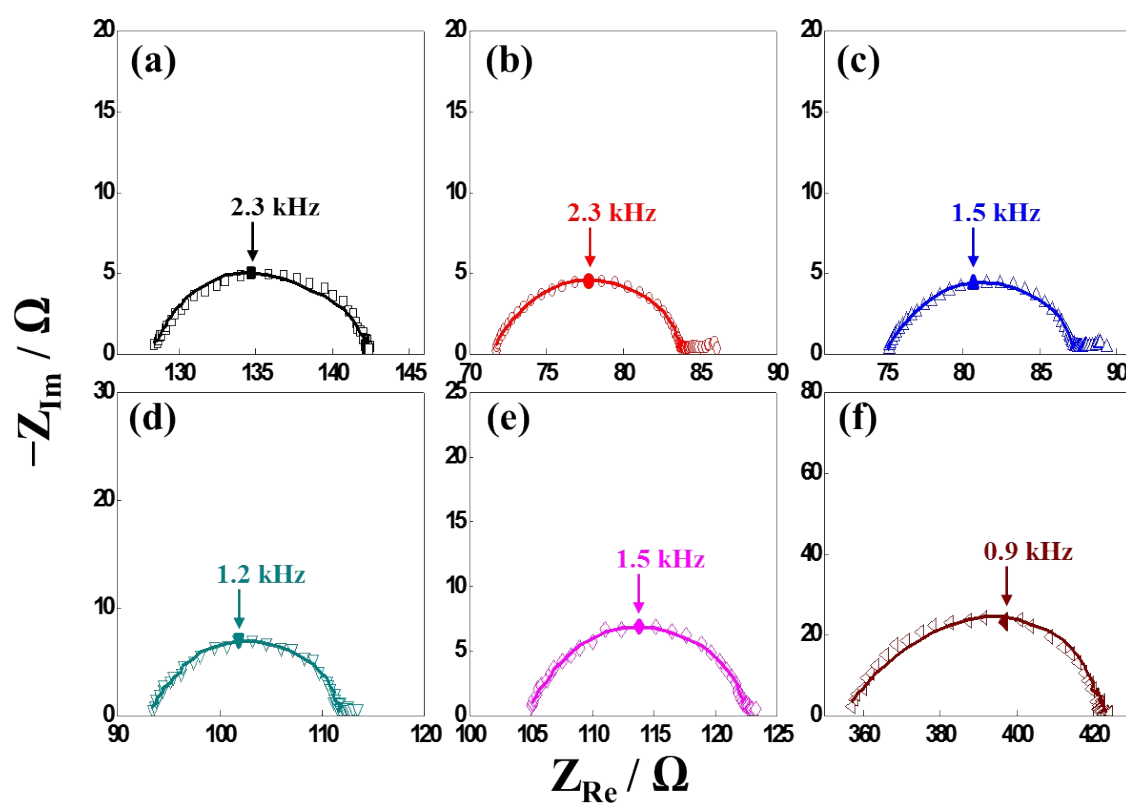 −Z_Im / Ω
(a)
20
15
10
5
0
2.3 kHz
130 135 140 145
(b)
20
15
10
5
0
2.3 kHz
70 75 80 85 90
(c)
20
15
10
5
0
1.5 kHz
75 80 85 90
(d)
30
20
10
0
1.2 kHz
90 100 110 120
(e)
25
20
15
10
5
0
1.5 kHz
100 105 110 115 120 125
(f)
80
60
40
20
0
0.9 kHz
360 380 400 420
Z_Re / Ω